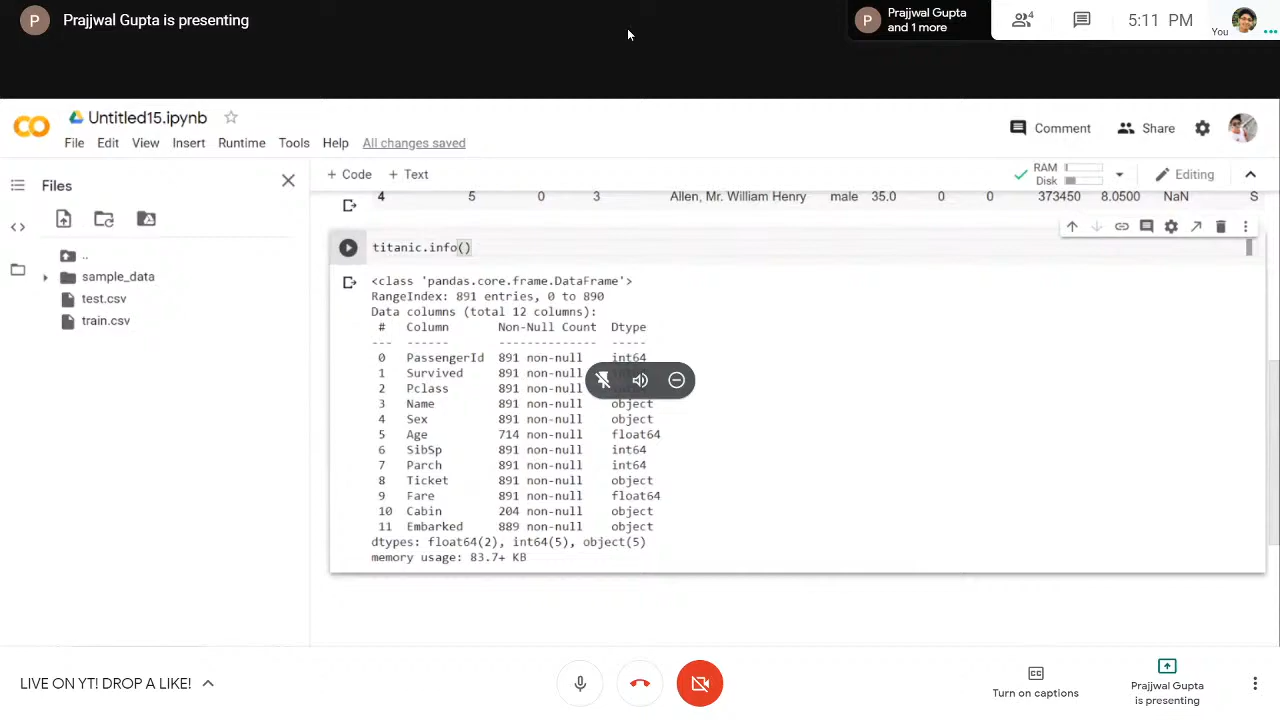 P Prajjwal Gupta is presenting
P Prajjwal Gupta and 1 more
4
5:11 PM
You
CO
Untitled15.ipynb
File Edit View Insert Runtime Tools Help All changes saved
Comment Share
Files
+ Code + Text
RAM
Disk
Editing
..
sample_data
test.csv
train.csv
4 5 0 3 Allen, Mr. William Henry male 35.0 0 0 373450 8.0500 NaN S
titanic.info()
<class 'pandas.core.frame.DataFrame'>
RangeIndex: 891 entries, 0 to 890
Data columns (total 12 columns):
# Column Non-Null Count Dtype
--- ------ -------------- -----
0 PassengerId 891 non-null int64
1 Survived 891 non-null
2 Pclass 891 non-null
3 Name 891 non-null object
4 Sex 891 non-null object
5 Age 714 non-null float64
6 SibSp 891 non-null int64
7 Parch 891 non-null int64
8 Ticket 891 non-null object
9 Fare 891 non-null float64
10 Cabin 204 non-null object
11 Embarked 889 non-null object
dtypes: float64(2), int64(5), object(5)
memory usage: 83.7+ KB
LIVE ON YT! DROP A LIKE!
CC
Turn on captions
Prajjwal Gupta
is presenting